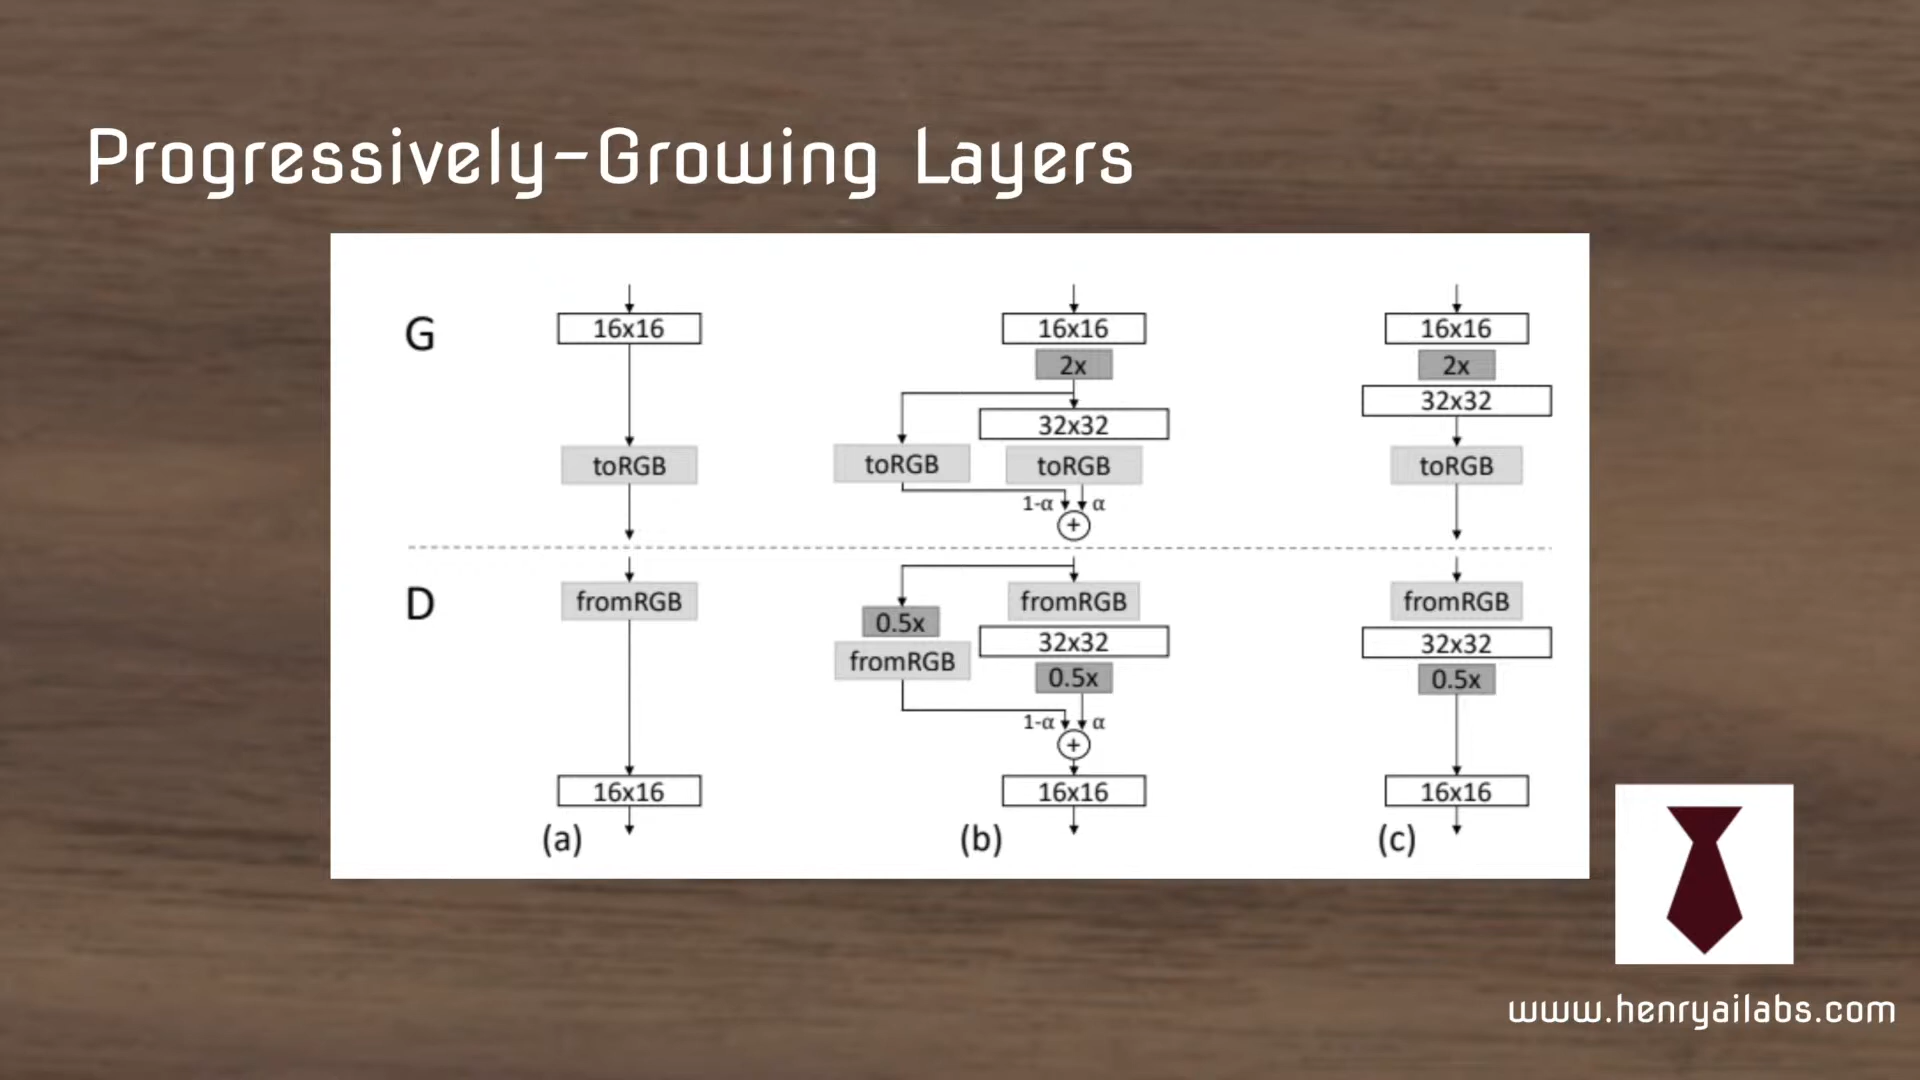 Progressively-Growing Layers
G
16x16
16x16
16x16
2x
2x
32x32
32x32
toRGB
toRGB
toRGB
toRGB
1-α
α
+
D
fromRGB
fromRGB
fromRGB
0.5x
32x32
32x32
fromRGB
0.5x
0.5x
1-α
α
+
16x16
16x16
16x16
(a)
(b)
(c)
www.henryailabs.com